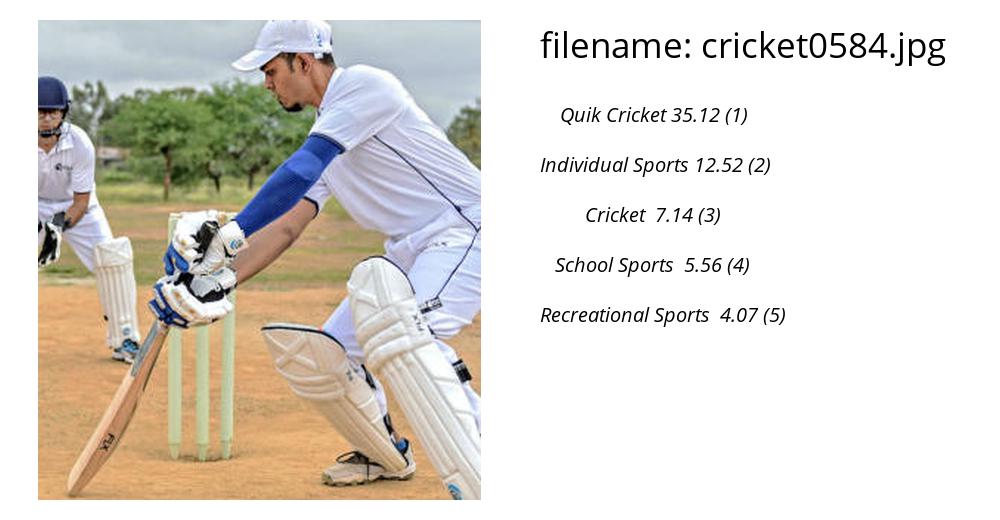 filename: cricket0584.jpg
Quik Cricket 35.12 (1)
Individual Sports 12.52 (2)
Cricket 7.14 (3)
School Sports 5.56 (4)
Recreational Sports 4.07 (5)
FLX